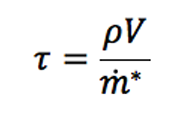 τ = ρV / ṁ*